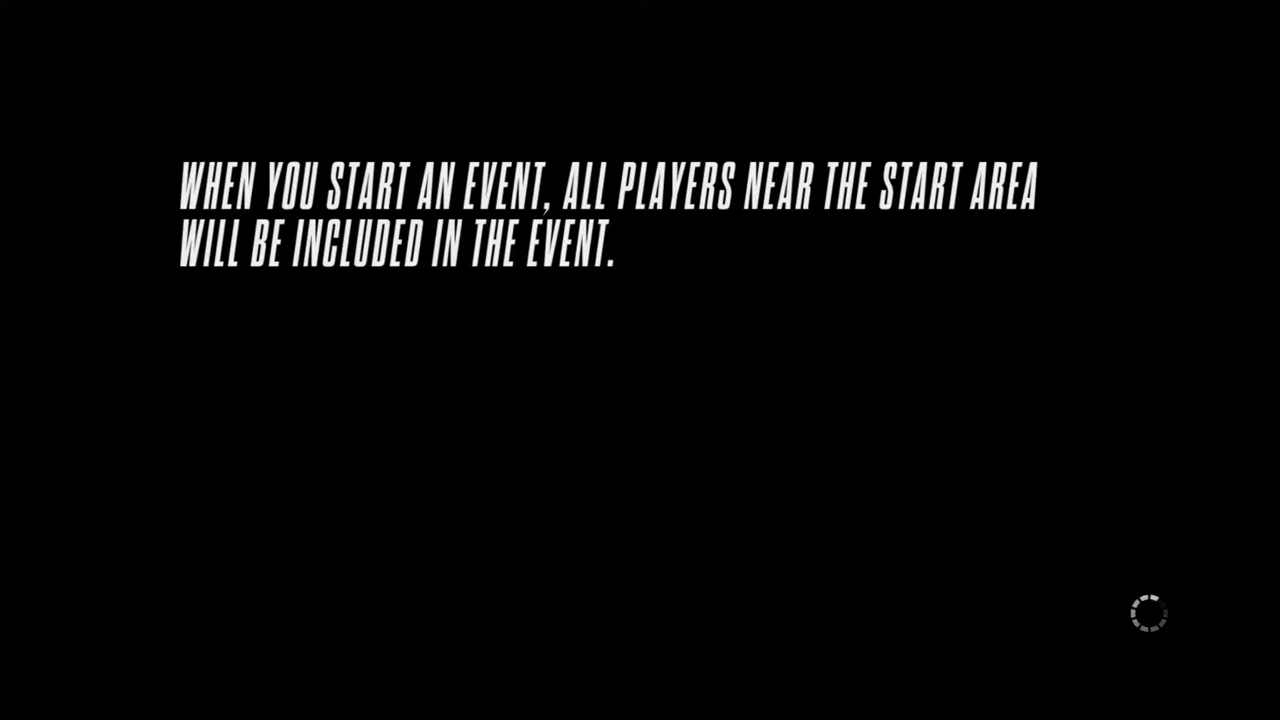 WHEN YOU START AN EVENT, ALL PLAYERS NEAR THE START AREA
WILL BE INCLUDED IN THE EVENT.